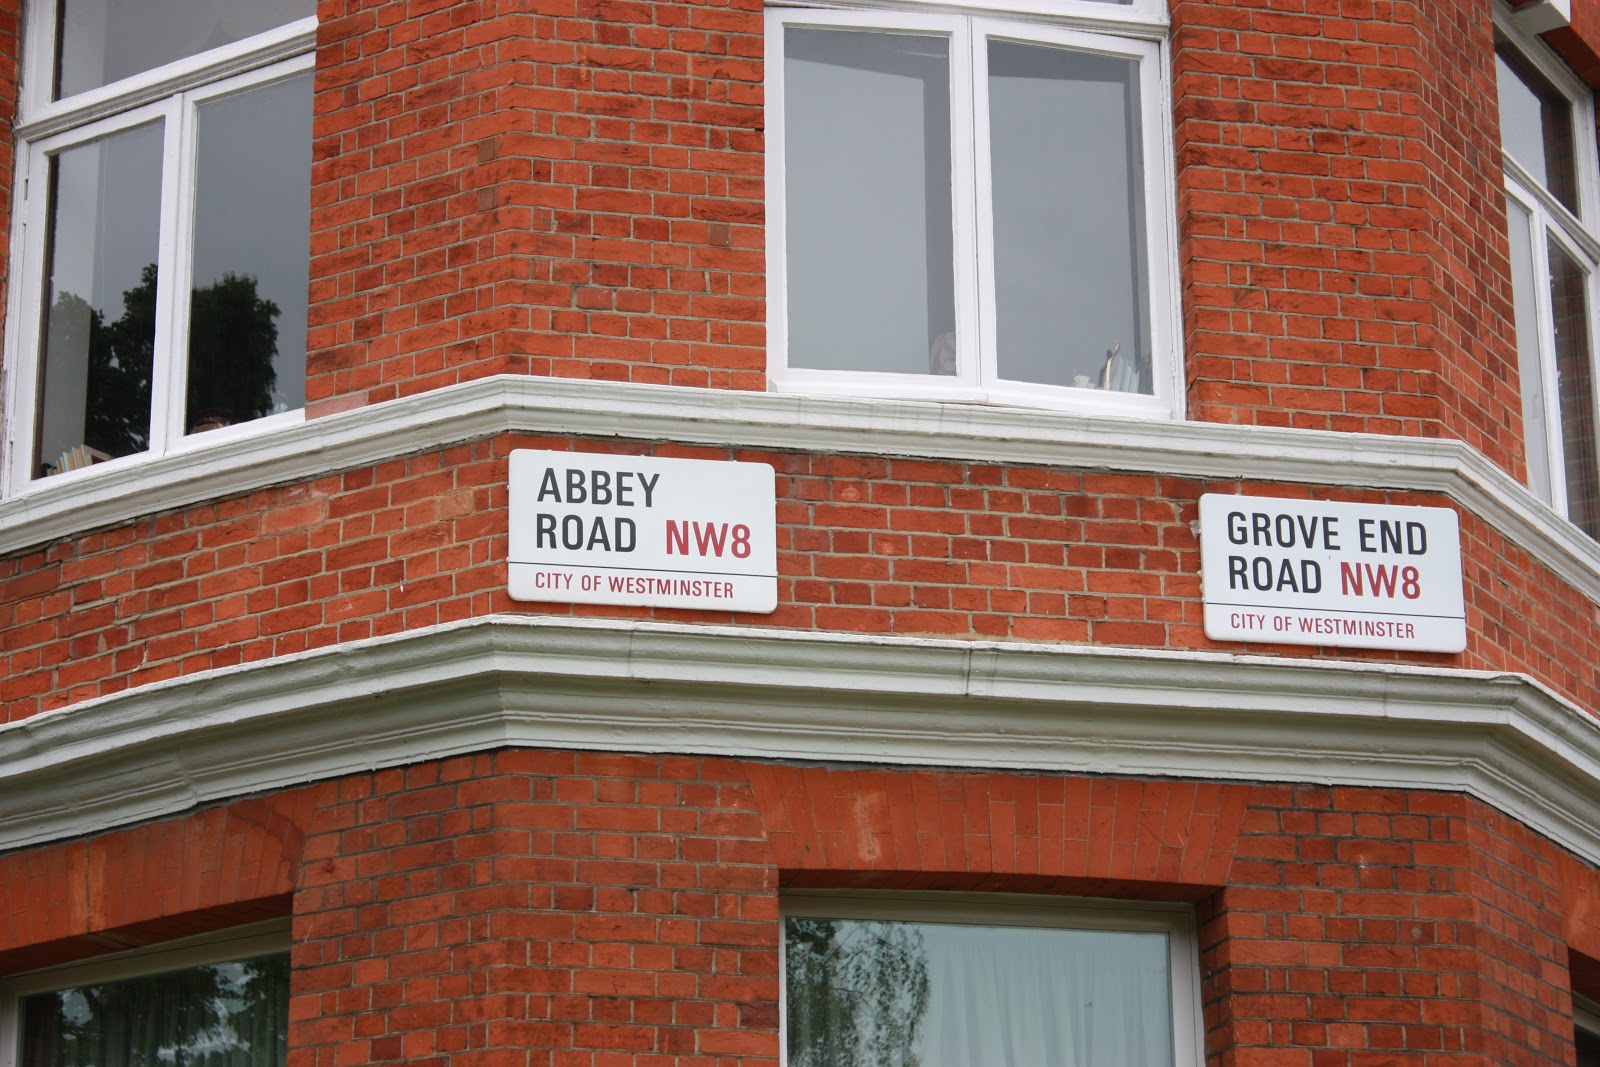 ABBEY
ROAD NW8
CITY OF WESTMINSTER
GROVE END
ROAD NW8
CITY OF WESTMINSTER